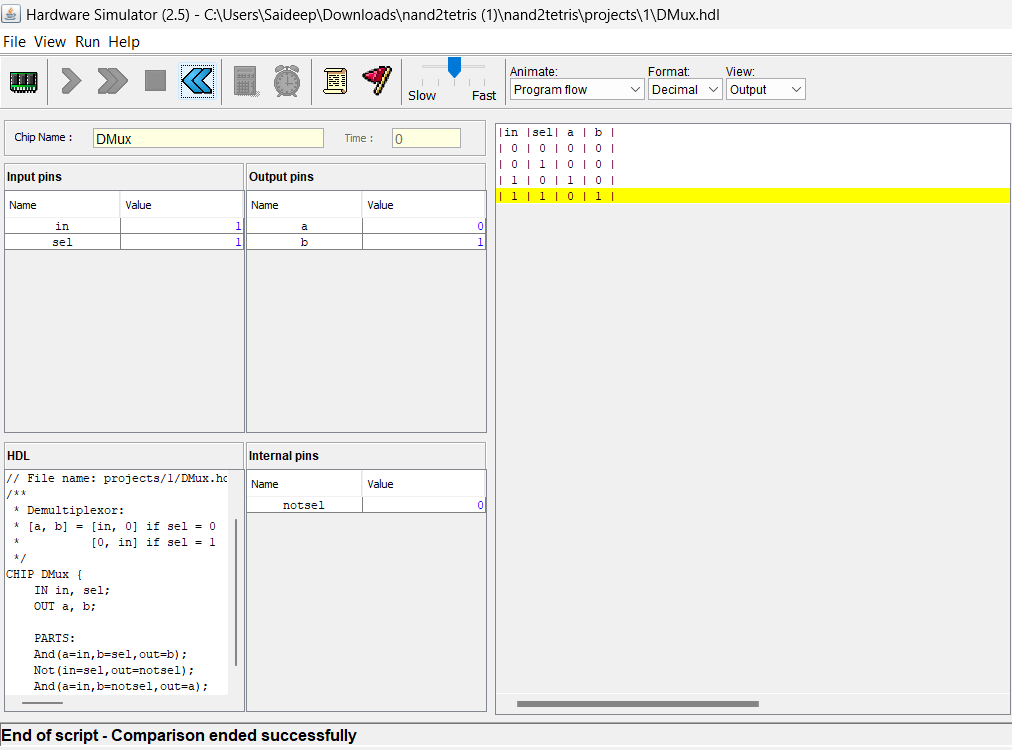 Hardware Simulator (2.5) - C:\Users\Saideep\Downloads\nand2tetris (1)\nand2tetris\projects\1\DMux.hdl
File View Run Help
Slow Fast
Animate: Format: View:
Program flow Decimal Output
Chip Name : DMux Time : 0
Input pins
Name Value
in 1
sel 1
Output pins
Name Value
a 0
b 1
|in |sel| a | b |
| 0 | 0 | 0 | 0 |
| 0 | 1 | 0 | 0 |
| 1 | 0 | 1 | 0 |
| 1 | 1 | 0 | 1 |
HDL
// File name: projects/1/DMux.hd
/**
 * Demultiplexor:
 * [a, b] = [in, 0] if sel = 0
 *          [0, in] if sel = 1
 */
CHIP DMux {
    IN in, sel;
    OUT a, b;
    PARTS:
    And(a=in,b=sel,out=b);
    Not(in=sel,out=notsel);
    And(a=in,b=notsel,out=a);
Internal pins
Name Value
notsel 0
End of script - Comparison ended successfully